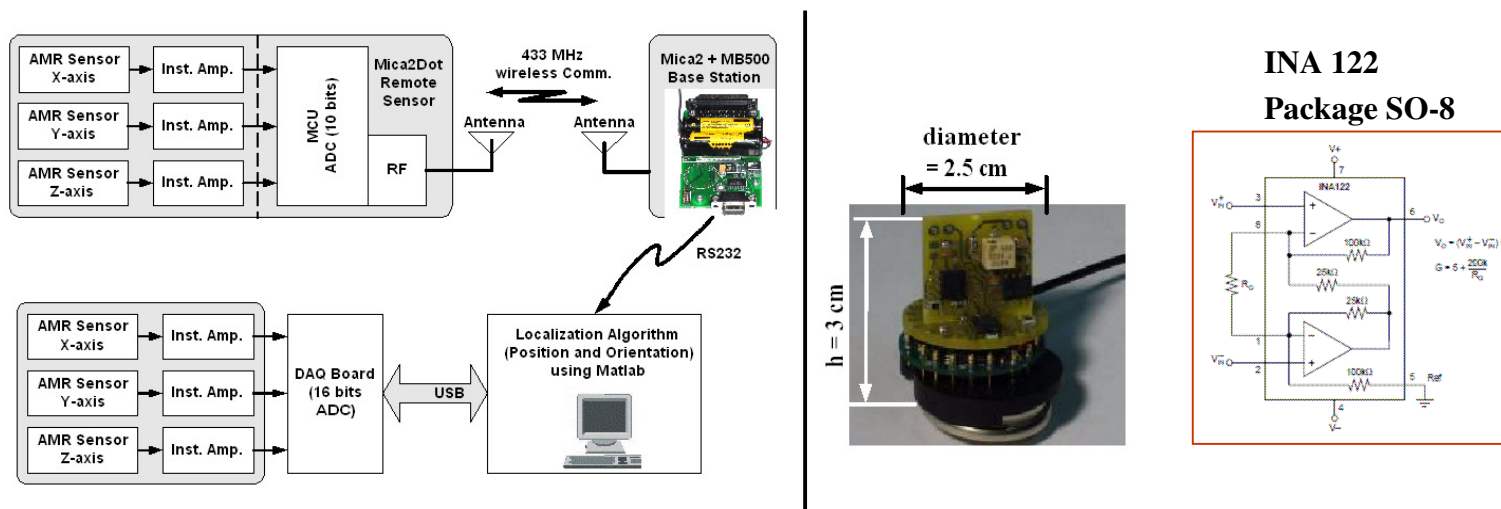 AMR Sensor
X-axis
Inst. Amp.
AMR Sensor
Y-axis
Inst. Amp.
AMR Sensor
Z-axis
Inst. Amp.
MCU
ADC (10 bits)
Mica2Dot
Remote
Sensor
RF
433 MHz
wireless Comm.
Antenna
Antenna
Mica2 + MB500
Base Station
RS232
AMR Sensor
X-axis
Inst. Amp.
AMR Sensor
Y-axis
Inst. Amp.
AMR Sensor
Z-axis
Inst. Amp.
DAQ Board
(16 bits
ADC)
USB
Localization Algorithm
(Position and Orientation)
using Matlab
diameter
= 2.5 cm
h = 3 cm
INA 122
Package SO-8
V+
7
INA122
3
6
V_O
100kΩ
25kΩ
25kΩ
100kΩ
R_G
1
2
5
Ref
4
V−